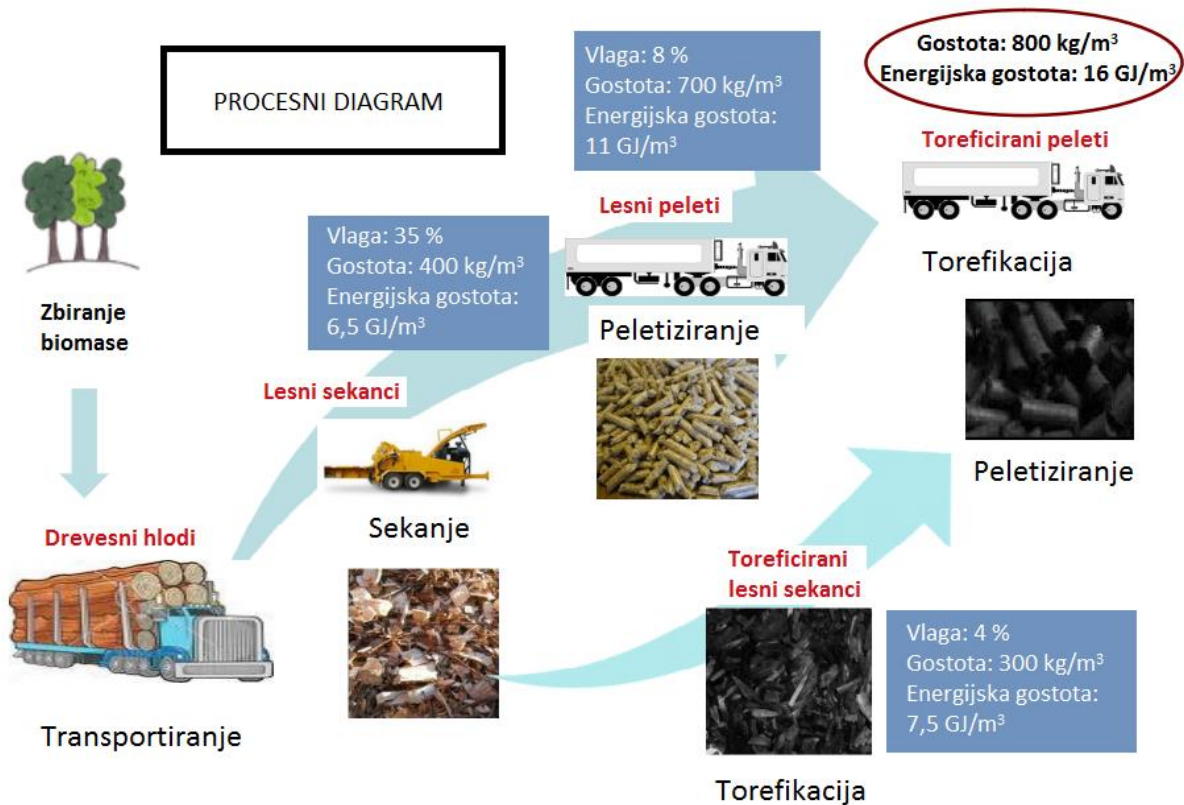 PROCESNI DIAGRAM
Zbiranje
biomase
Drevesni hlodi
Transportiranje
Vlaga: 35 %
Gostota: 400 kg/m³
Energijska gostota:
6,5 GJ/m³
Lesni sekanci
Sekanje
Vlaga: 8 %
Gostota: 700 kg/m³
Energijska gostota:
11 GJ/m³
Lesni peleti
Peletiziranje
Toreficirani
lesni sekanci
Vlaga: 4 %
Gostota: 300 kg/m³
Energijska gostota:
7,5 GJ/m³
Torefikacija
Gostota: 800 kg/m³
Energijska gostota: 16 GJ/m³
Toreficirani peleti
Torefikacija
Peletiziranje